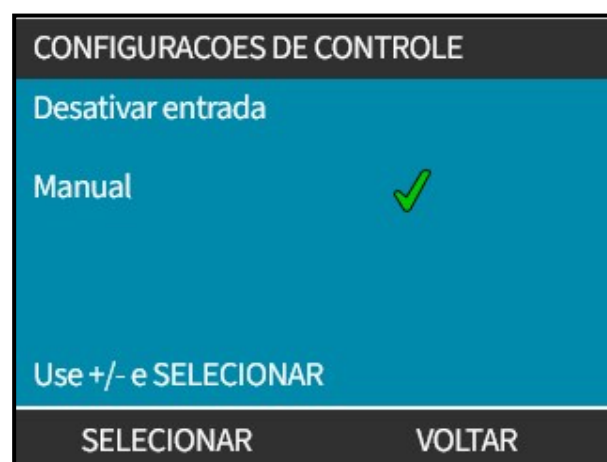 CONFIGURACOES DE CONTROLE
Desativar entrada
Manual
Use +/- e SELECIONAR
SELECIONAR VOLTAR